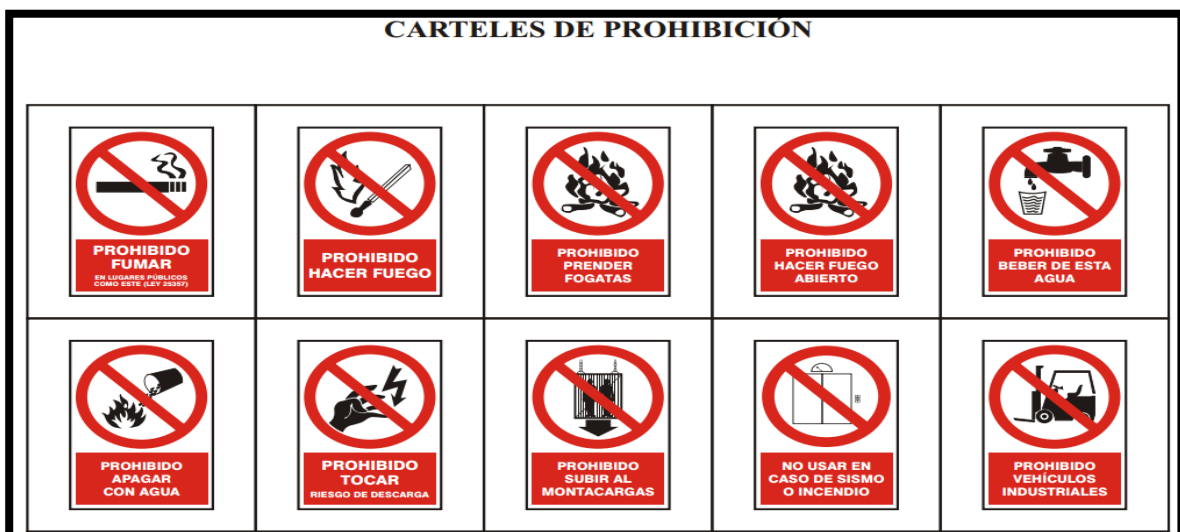 CARTELES DE PROHIBICIÓN
PROHIBIDO
FUMAR
EN LUGARES PÚBLICOS
COMO ESTE (LEY 25357)
PROHIBIDO
HACER FUEGO
PROHIBIDO
PRENDER
FOGATAS
PROHIBIDO
HACER FUEGO
ABIERTO
PROHIBIDO
BEBER DE ESTA
AGUA
PROHIBIDO
APAGAR
CON AGUA
PROHIBIDO
TOCAR
RIESGO DE DESCARGA
PROHIBIDO
SUBIR AL
MONTACARGAS
NO USAR EN
CASO DE SISMO
O INCENDIO
PROHIBIDO
VEHÍCULOS
INDUSTRIALES